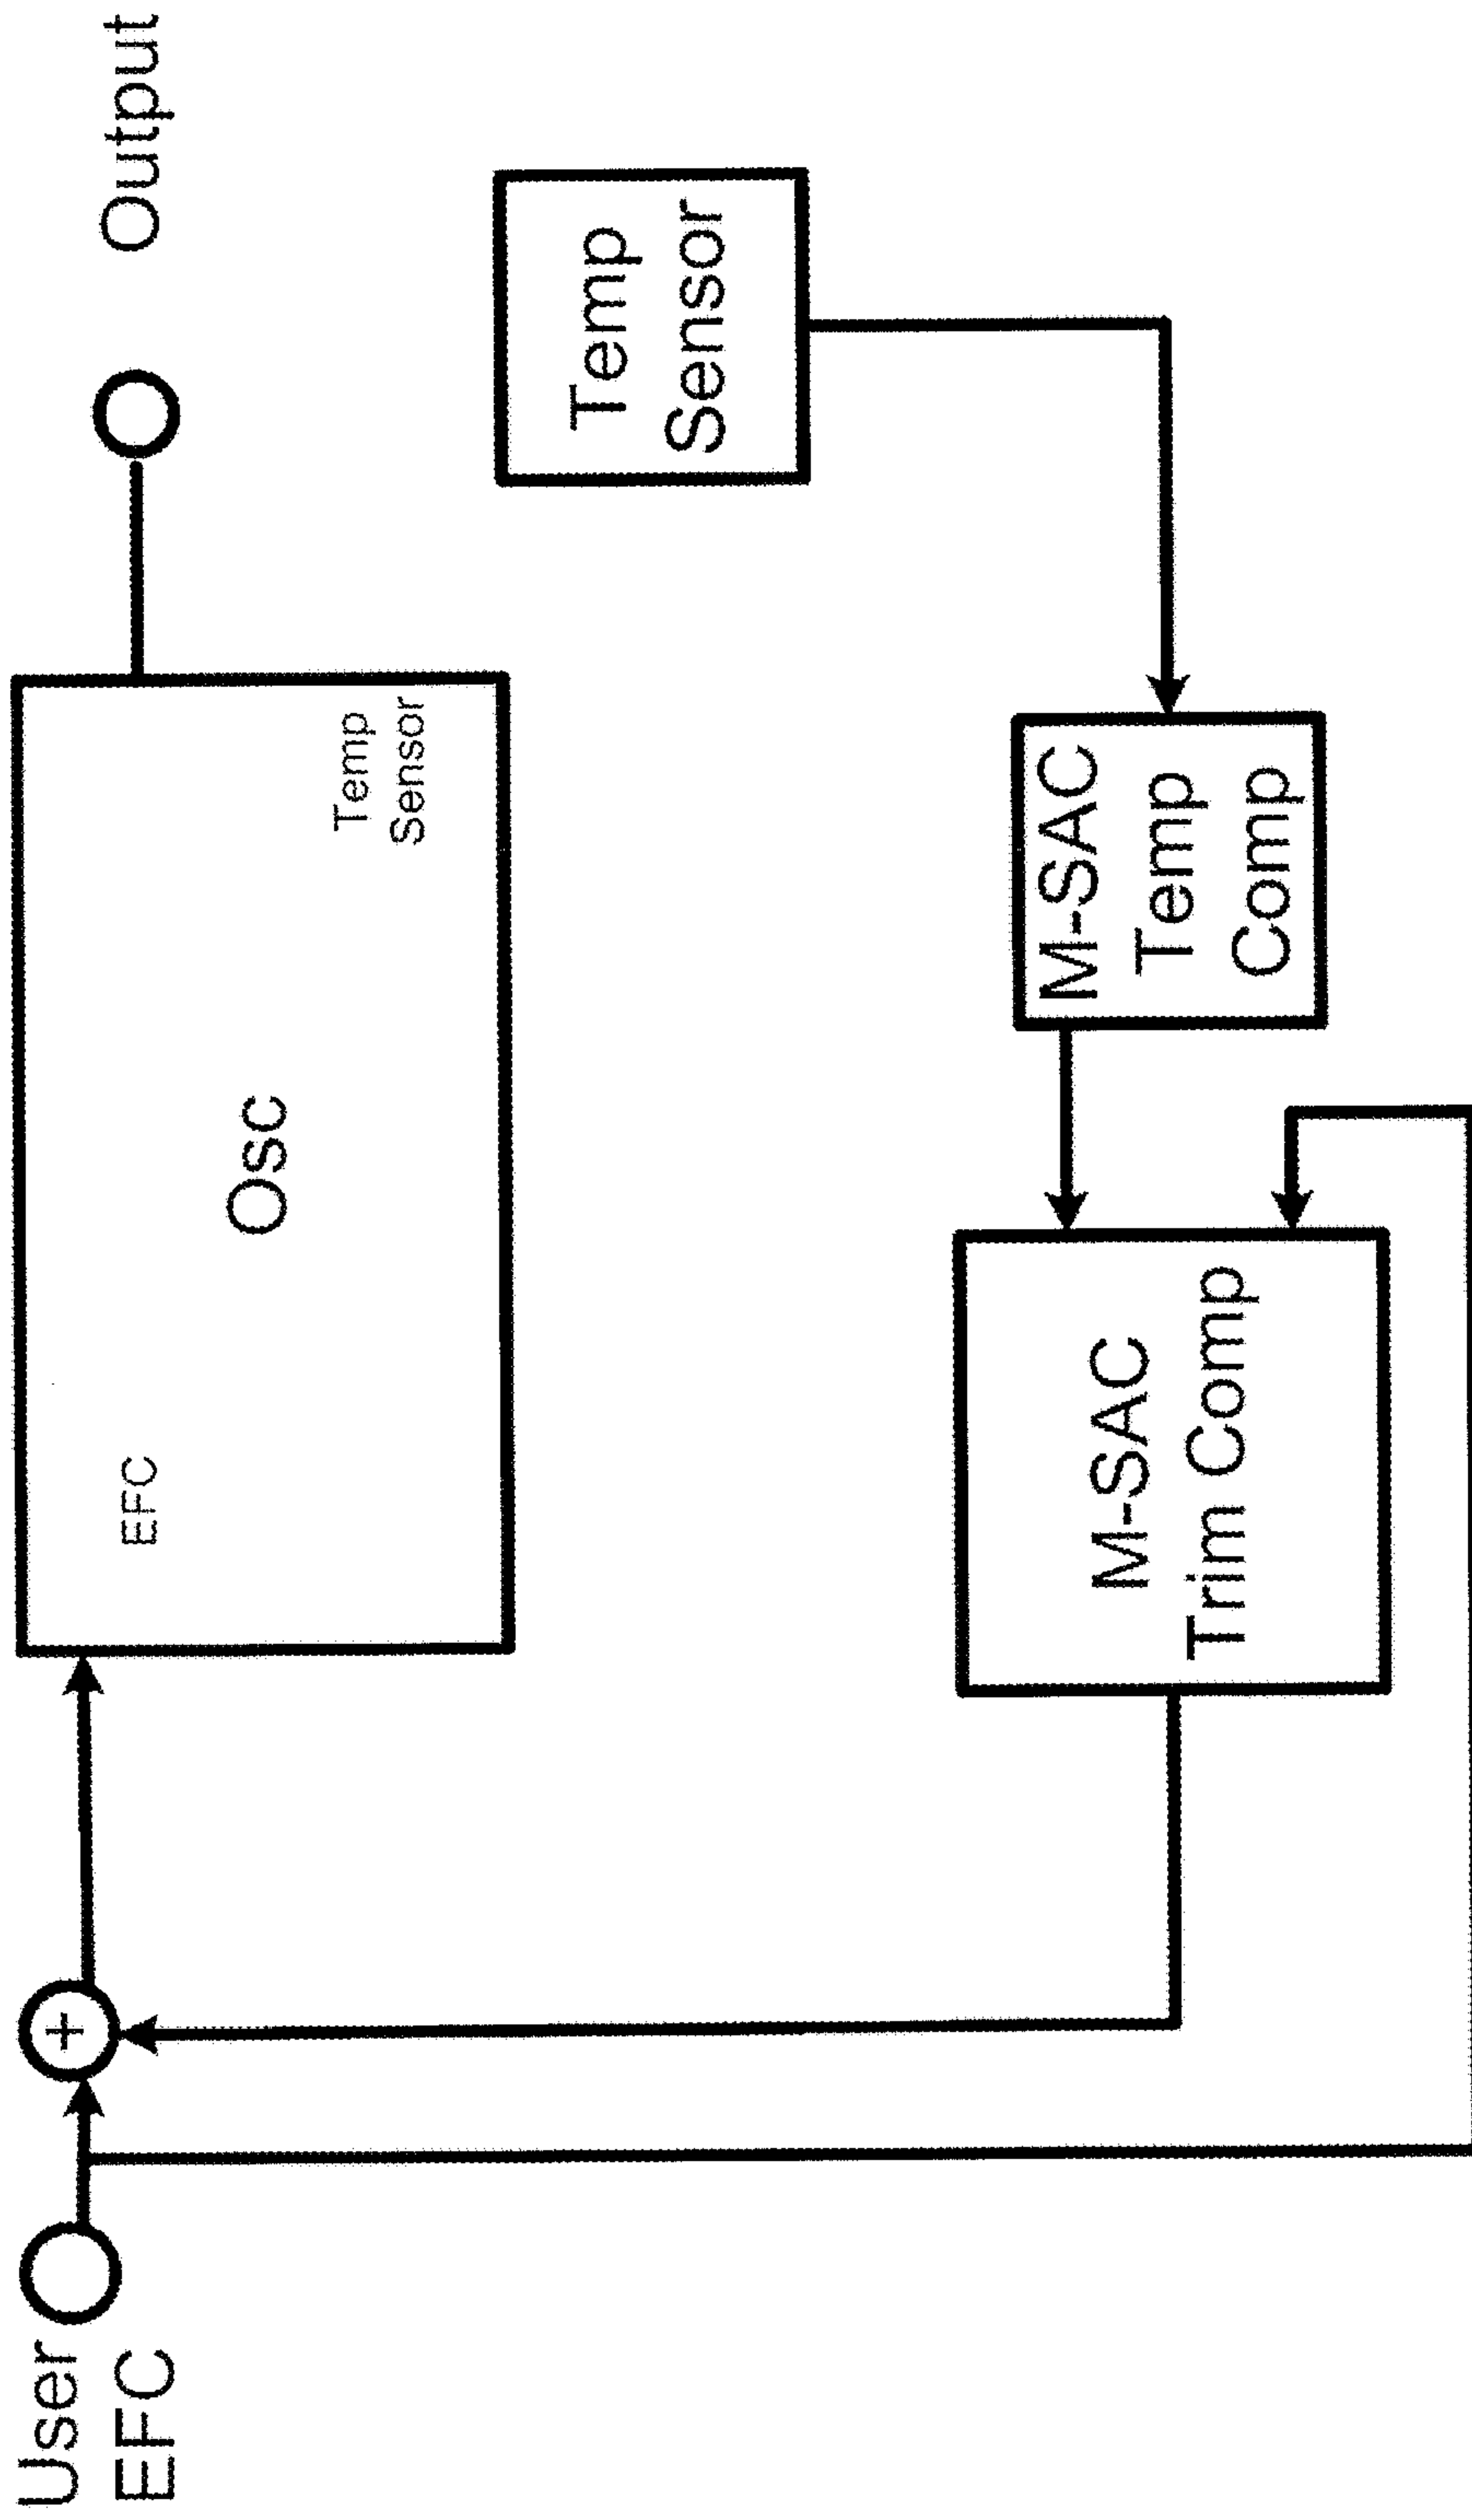 User
EFC
+
EFC
Osc
Temp
Sensor
Output
Temp
Sensor
M-SAC
Trim Comp
M-SAC
Temp
Comp